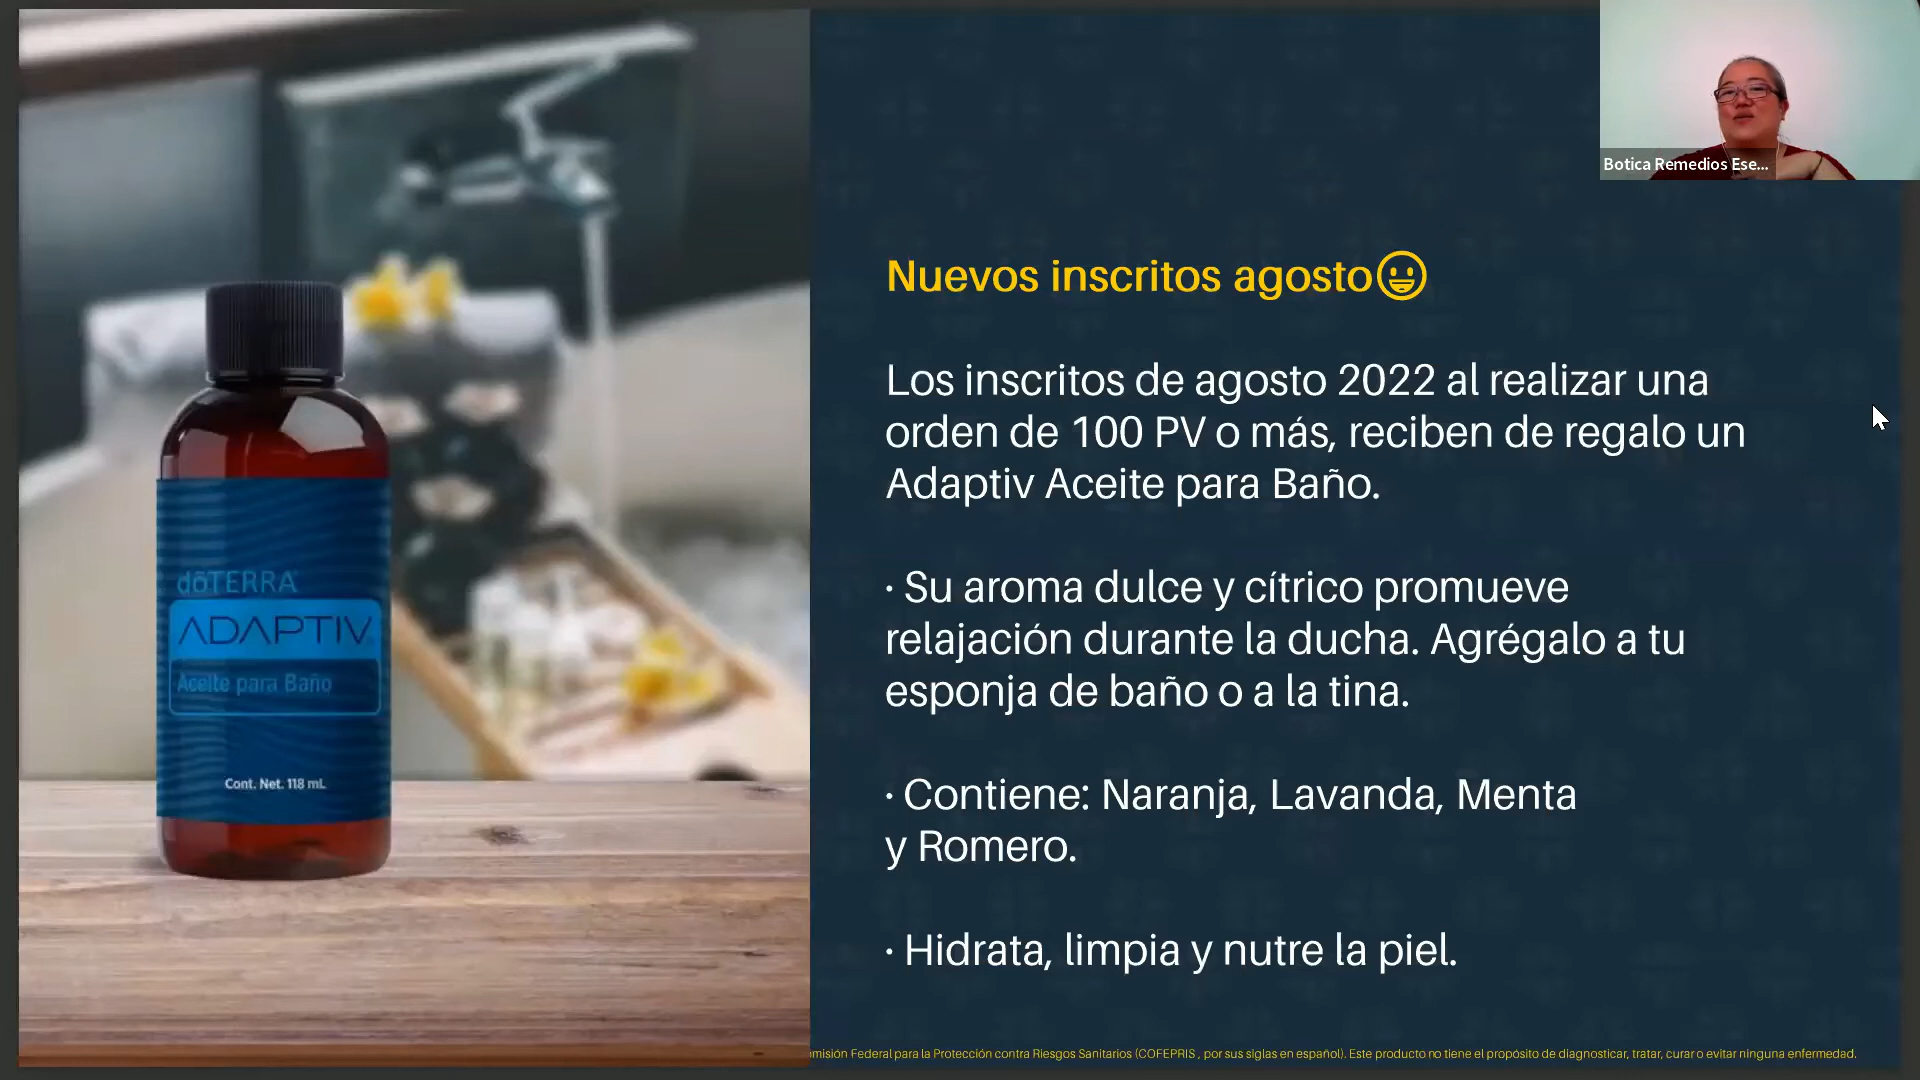 Botica Remedios Ese...
Nuevos inscritos agosto
Los inscritos de agosto 2022 al realizar una
orden de 100 PV o más, reciben de regalo un
Adaptiv Aceite para Baño.
· Su aroma dulce y cítrico promueve
relajación durante la ducha. Agrégalo a tu
esponja de baño o a la tina.
· Contiene: Naranja, Lavanda, Menta
y Romero.
· Hidrata, limpia y nutre la piel.
dōTERRA
ADAPTIV
Aceite para Baño
Cont. Net. 118 mL
misión Federal para la Protección contra Riesgos Sanitarios (COFEPRIS , por sus siglas en español). Este producto no tiene el propósito de diagnosticar, tratar, curar o evitar ninguna enfermedad.